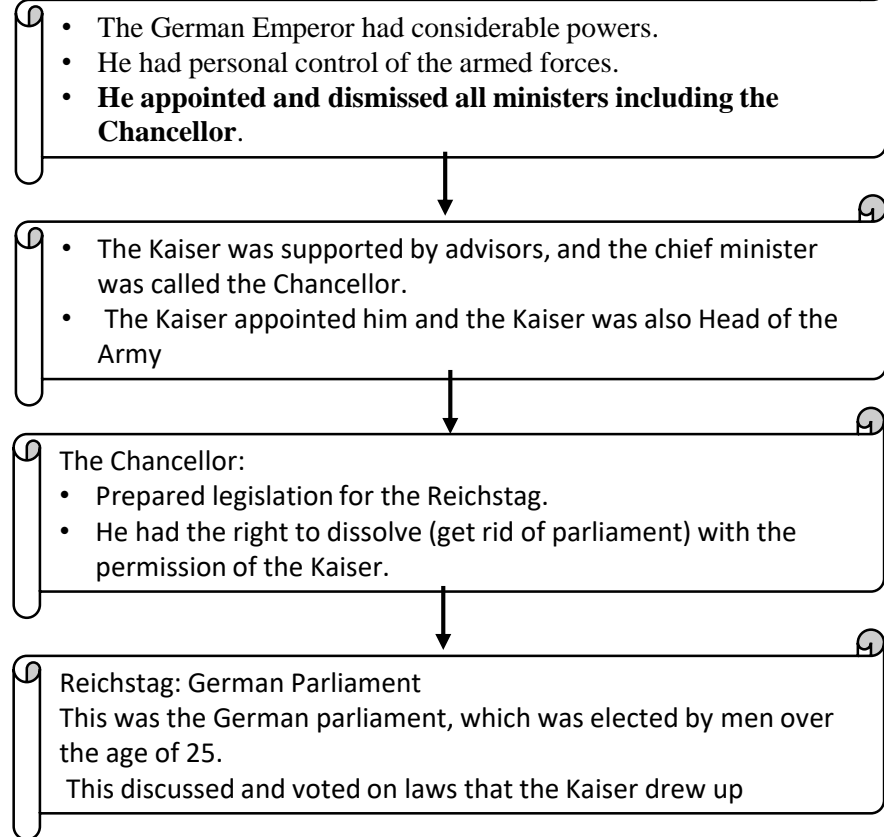 • The German Emperor had considerable powers.
• He had personal control of the armed forces.
• He appointed and dismissed all ministers including the
Chancellor.
• The Kaiser was supported by advisors, and the chief minister
was called the Chancellor.
• The Kaiser appointed him and the Kaiser was also Head of the
Army
The Chancellor:
• Prepared legislation for the Reichstag.
• He had the right to dissolve (get rid of parliament) with the
permission of the Kaiser.
Reichstag: German Parliament
This was the German parliament, which was elected by men over
the age of 25.
This discussed and voted on laws that the Kaiser drew up